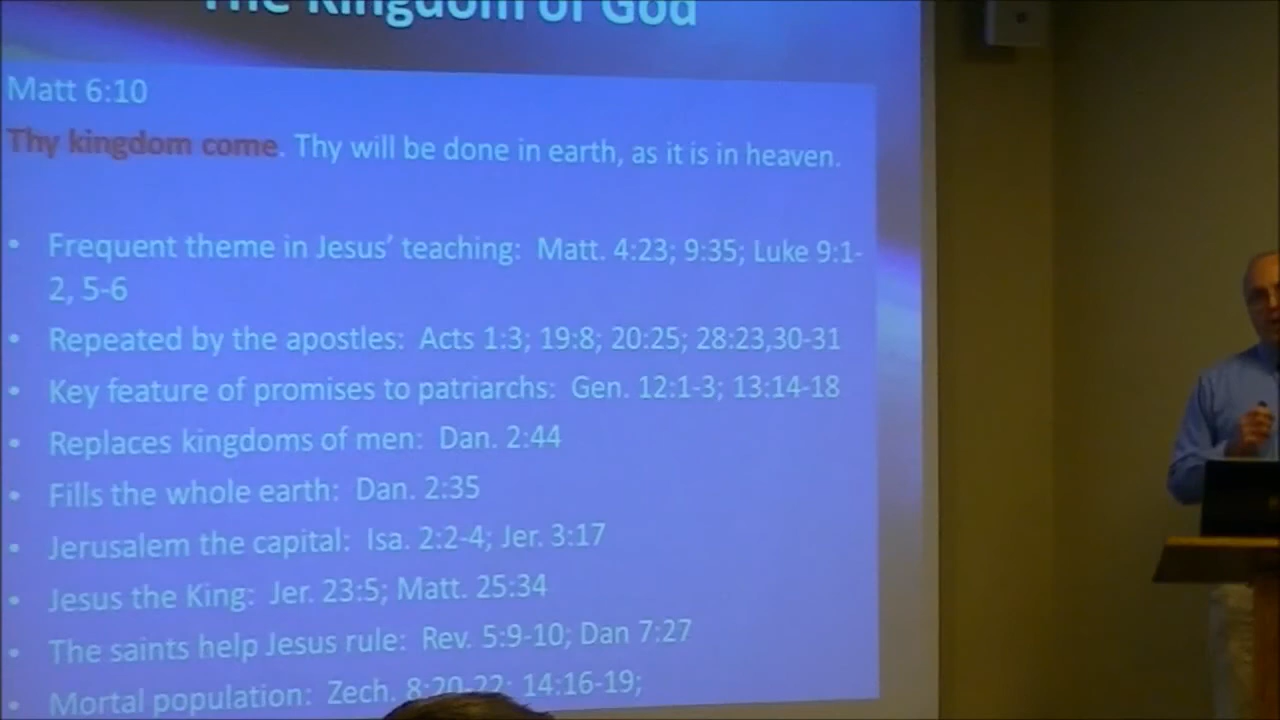 The Kingdom of God
Matt 6:10
Thy kingdom come. Thy will be done in earth, as it is in heaven.
• Frequent theme in Jesus' teaching: Matt. 4:23; 9:35; Luke 9:1-
2, 5-6
• Repeated by the apostles: Acts 1:3; 19:8; 20:25; 28:23,30-31
• Key feature of promises to patriarchs: Gen. 12:1-3; 13:14-18
• Replaces kingdoms of men: Dan. 2:44
• Fills the whole earth: Dan. 2:35
• Jerusalem the capital: Isa. 2:2-4; Jer. 3:17
• Jesus the King: Jer. 23:5; Matt. 25:34
• The saints help Jesus rule: Rev. 5:9-10; Dan 7:27
• Mortal population: Zech. 8:20-22; 14:16-19;